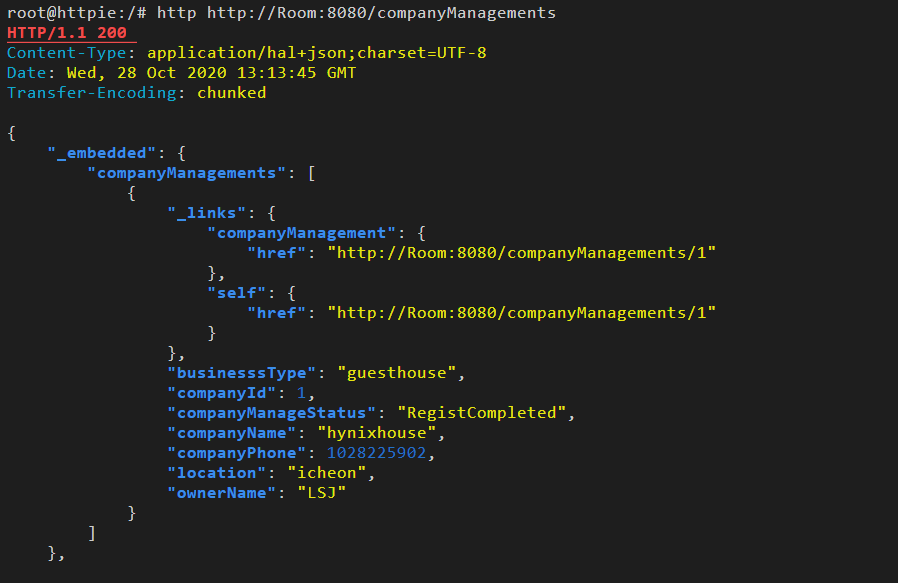 root@httpie:/# http http://Room:8080/companyManagements
HTTP/1.1 200
Content-Type: application/hal+json;charset=UTF-8
Date: Wed, 28 Oct 2020 13:13:45 GMT
Transfer-Encoding: chunked
{
    "_embedded": {
        "companyManagements": [
            {
                "_links": {
                    "companyManagement": {
                        "href": "http://Room:8080/companyManagements/1"
                    },
                    "self": {
                        "href": "http://Room:8080/companyManagements/1"
                    }
                },
                "businesssType": "guesthouse",
                "companyId": 1,
                "companyManageStatus": "RegistCompleted",
                "companyName": "hynixhouse",
                "companyPhone": 1028225902,
                "location": "icheon",
                "ownerName": "LSJ"
            }
        ]
    },